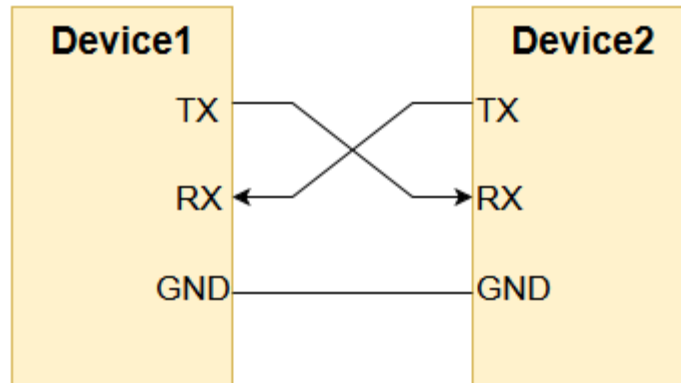 Device1
Device2
TX
TX
RX
RX
GND
GND